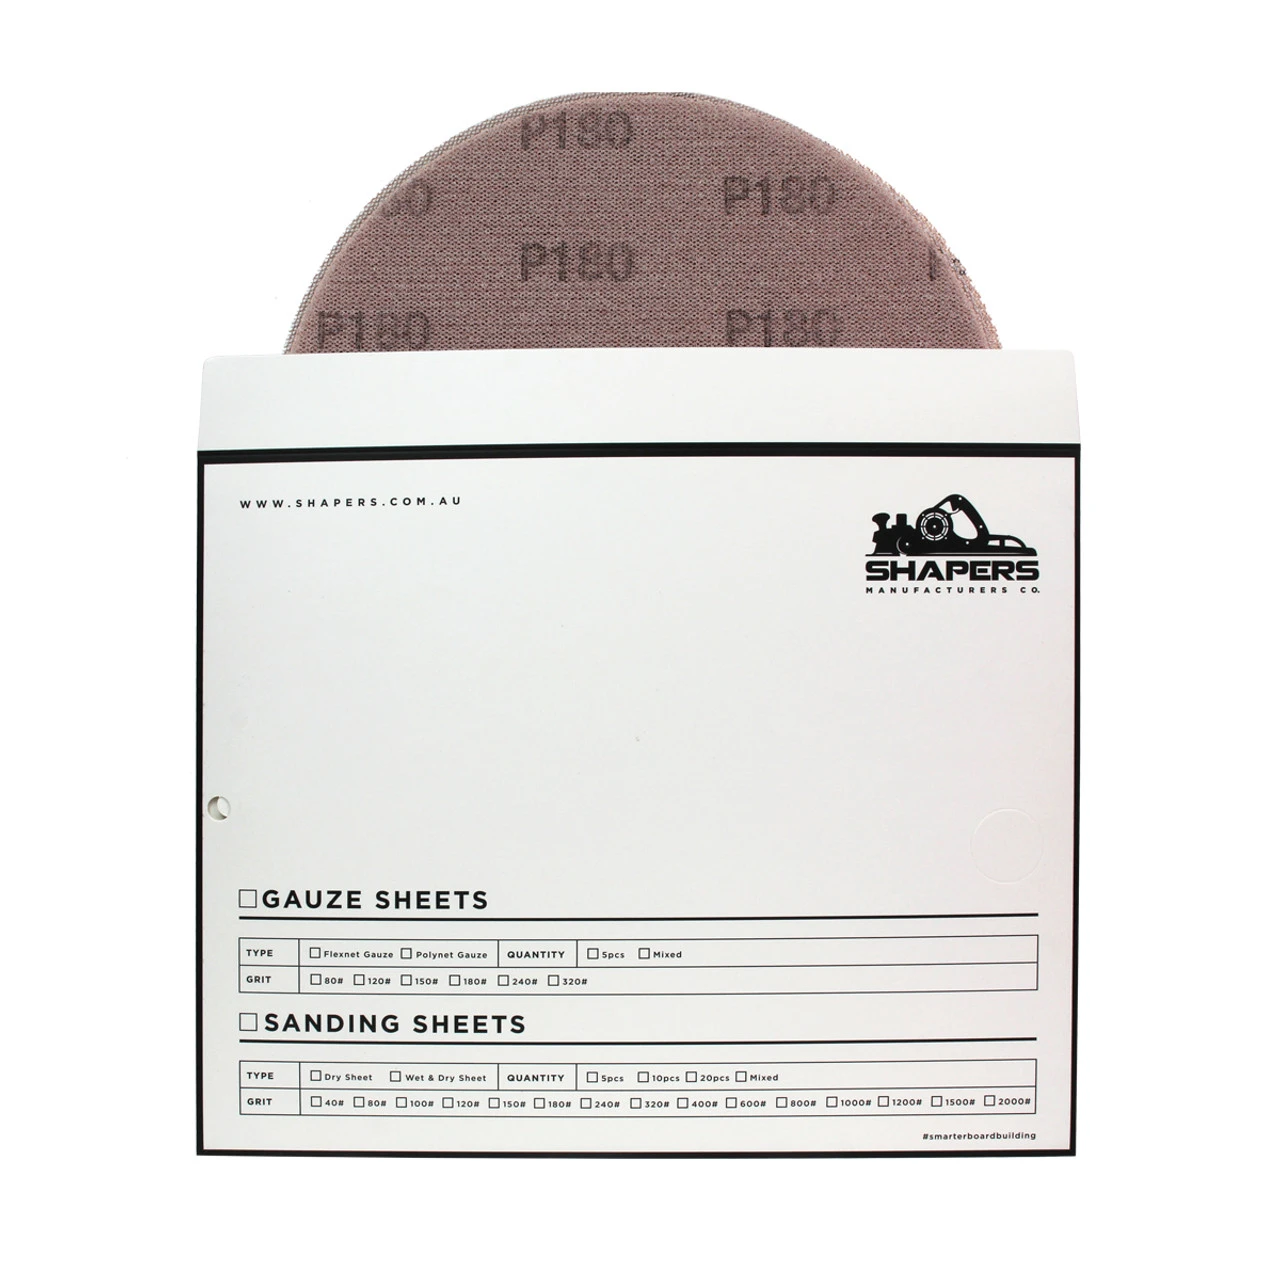 P180
80 P180
P180
P180 P180
WWW.SHAPERS.COM.AU
SHAPERS
MANUFACTURERS CO.
GAUZE SHEETS
TYPE Flexnet Gauze Polynet Gauze QUANTITY 5pcs Mixed
GRIT 80# 120# 150# 180# 240# 320#
SANDING SHEETS
TYPE Dry Sheet Wet & Dry Sheet QUANTITY 5pcs 10pcs 20pcs Mixed
GRIT 40# 80# 100# 120# 150# 180# 240# 320# 400# 600# 800# 1000# 1200# 1500# 2000#
#smarterboardbuilding